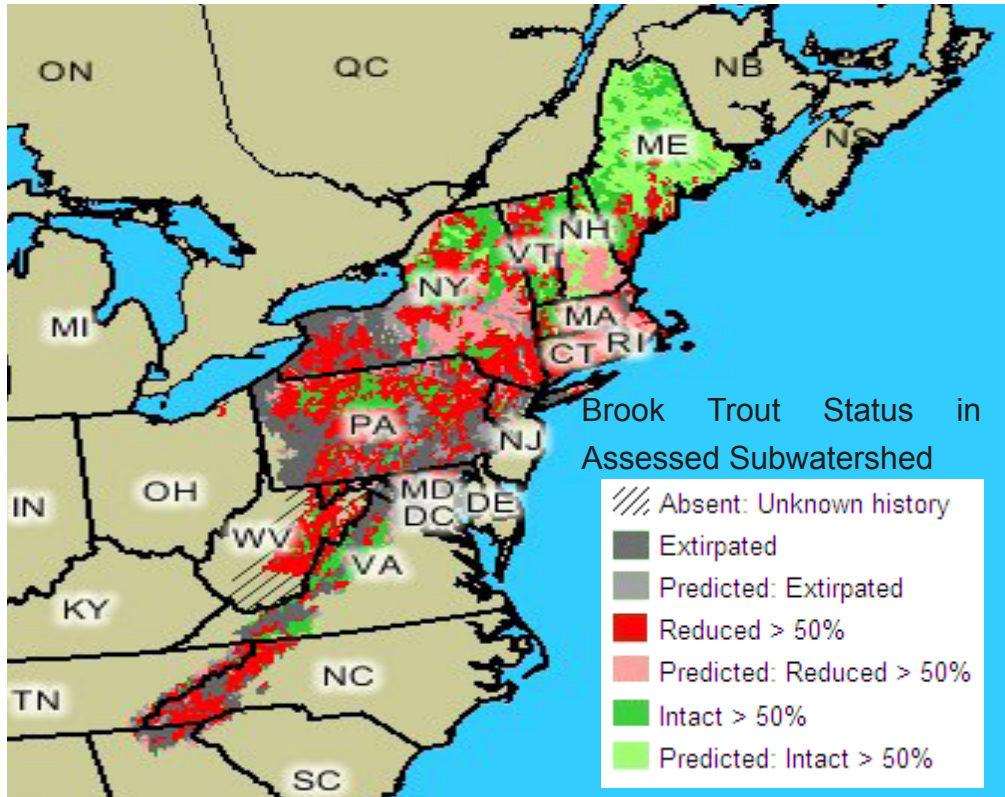 ON
QC
NB
NS
ME
NH
VT
NY
MA
CT
RI
MI
PA
NJ
OH
IN
MD
DE
DC
WV
VA
KY
NC
TN
SC
Brook Trout Status in
Assessed Subwatershed
Absent: Unknown history
Extirpated
Predicted: Extirpated
Reduced > 50%
Predicted: Reduced > 50%
Intact > 50%
Predicted: Intact > 50%